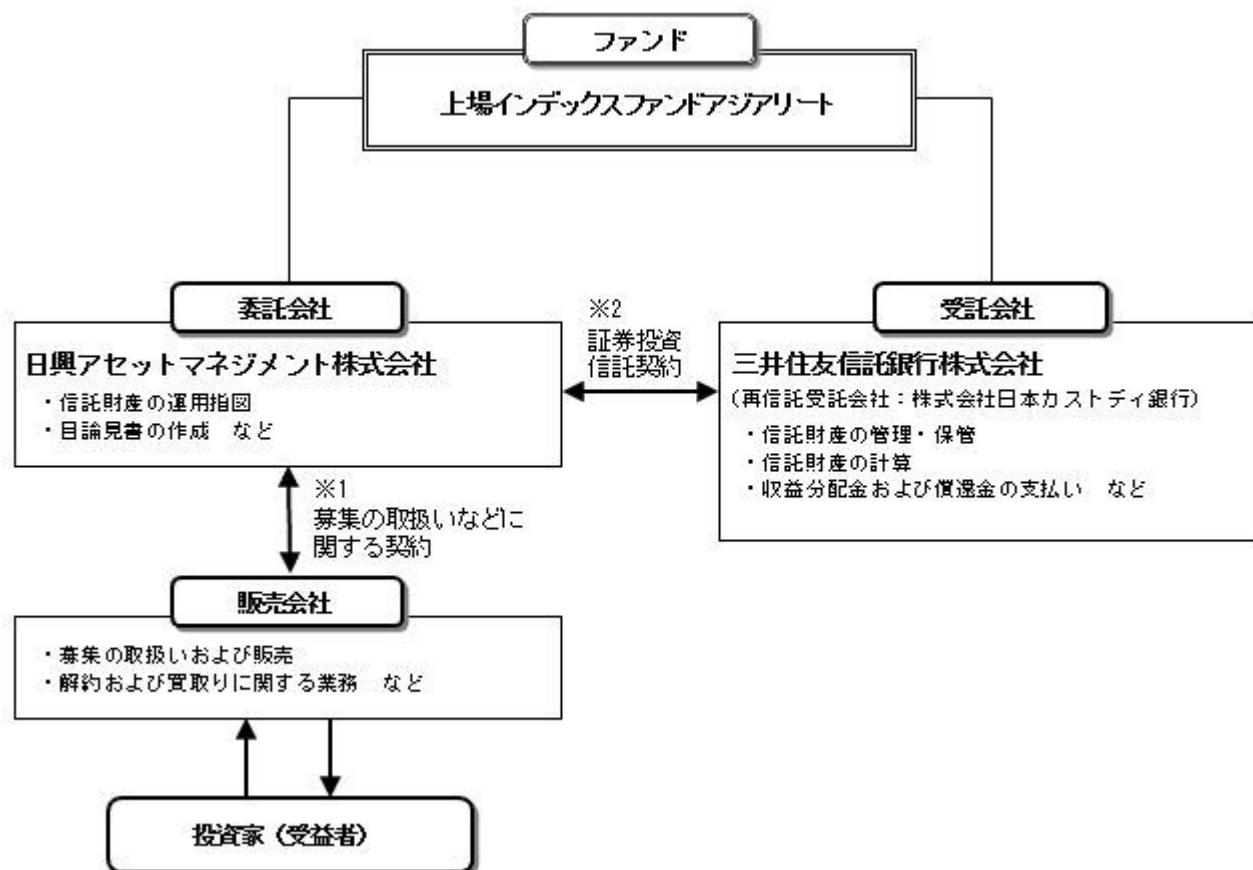 ファンド
上場インデックスファンドアジアリート
委託会社
日興アセットマネジメント株式会社
・信託財産の運用指図
・目論見書の作成　など
※2
証券投資
信託契約
受託会社
三井住友信託銀行株式会社
（再信託受託会社：株式会社日本カストディ銀行）
・信託財産の管理・保管
・信託財産の計算
・収益分配金および償還金の支払い　など
※1
募集の取扱いなどに
関する契約
販売会社
・募集の取扱いおよび販売
・解約および買取りに関する業務　など
投資家（受益者）